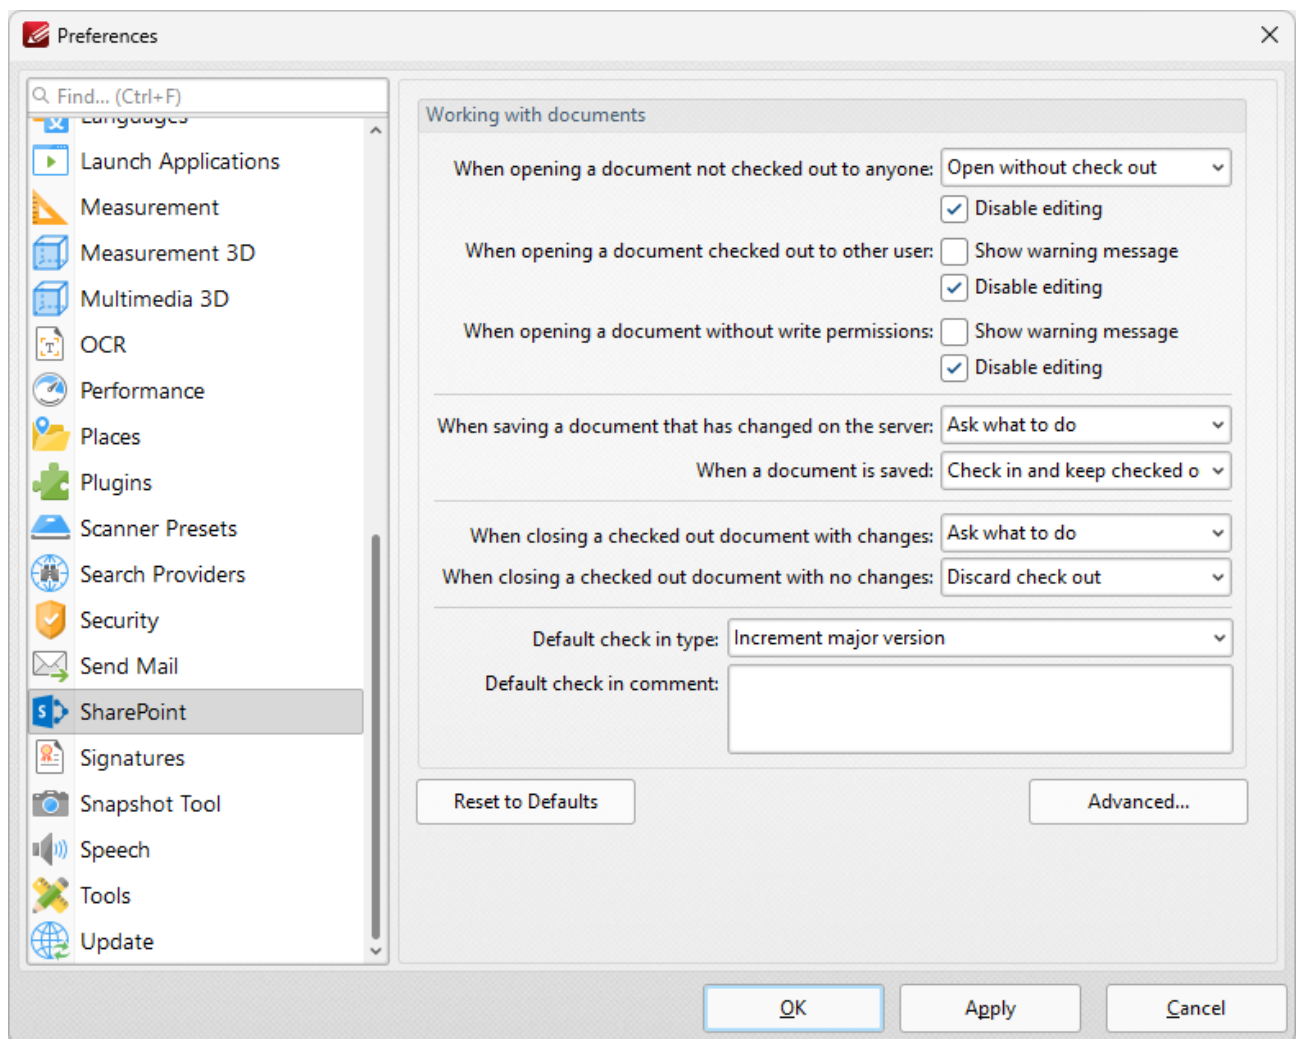 Preferences
Find... (Ctrl+F)
Languages
Launch Applications
Measurement
Measurement 3D
Multimedia 3D
OCR
Performance
Places
Plugins
Scanner Presets
Search Providers
Security
Send Mail
SharePoint
Signatures
Snapshot Tool
Speech
Tools
Update
Working with documents
When opening a document not checked out to anyone: Open without check out
Disable editing
When opening a document checked out to other user: Show warning message
Disable editing
When opening a document without write permissions: Show warning message
Disable editing
When saving a document that has changed on the server: Ask what to do
When a document is saved: Check in and keep checked o
When closing a checked out document with changes: Ask what to do
When closing a checked out document with no changes: Discard check out
Default check in type: Increment major version
Default check in comment:
Reset to Defaults Advanced...
OK Apply Cancel